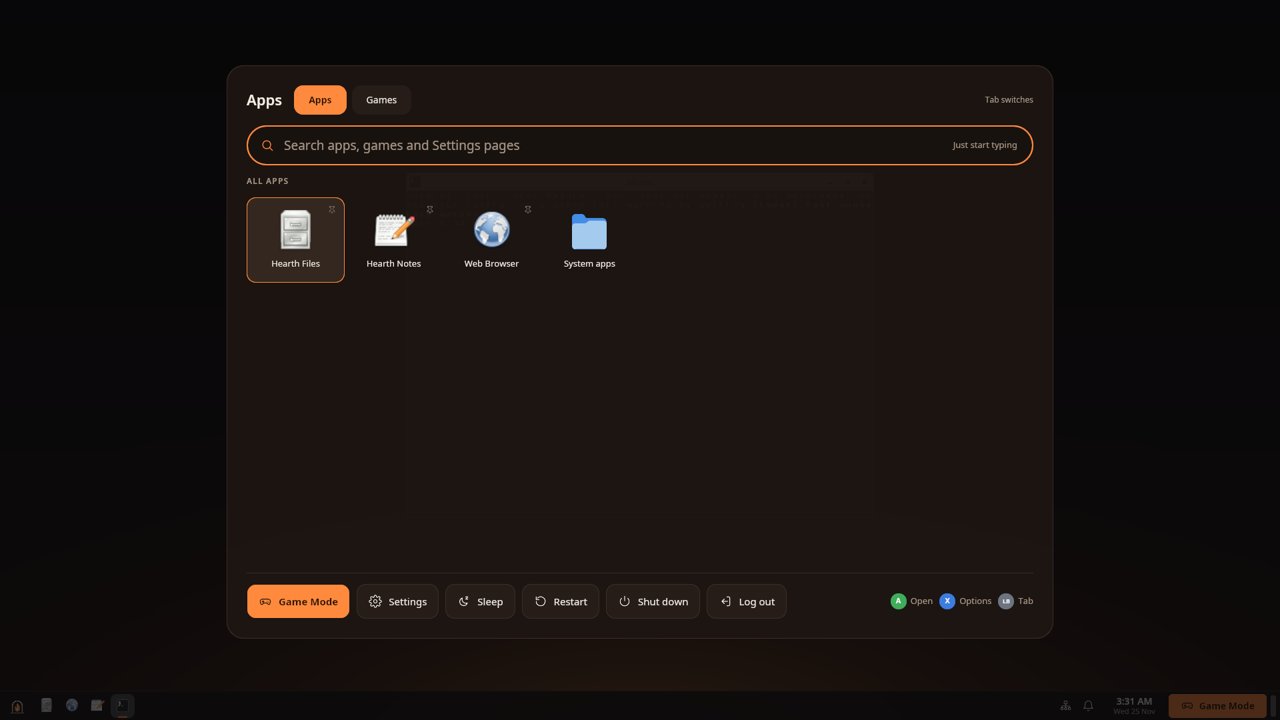 Apps Apps Games Tab switches
Search apps, games and Settings pages Just start typing
ALL APPS
Hearth Files Hearth Notes Web Browser System apps
Game Mode Settings Sleep Restart Shut down Log out A Open X Options LB Tab
3:31 AM
Wed 25 Nov
Game Mode